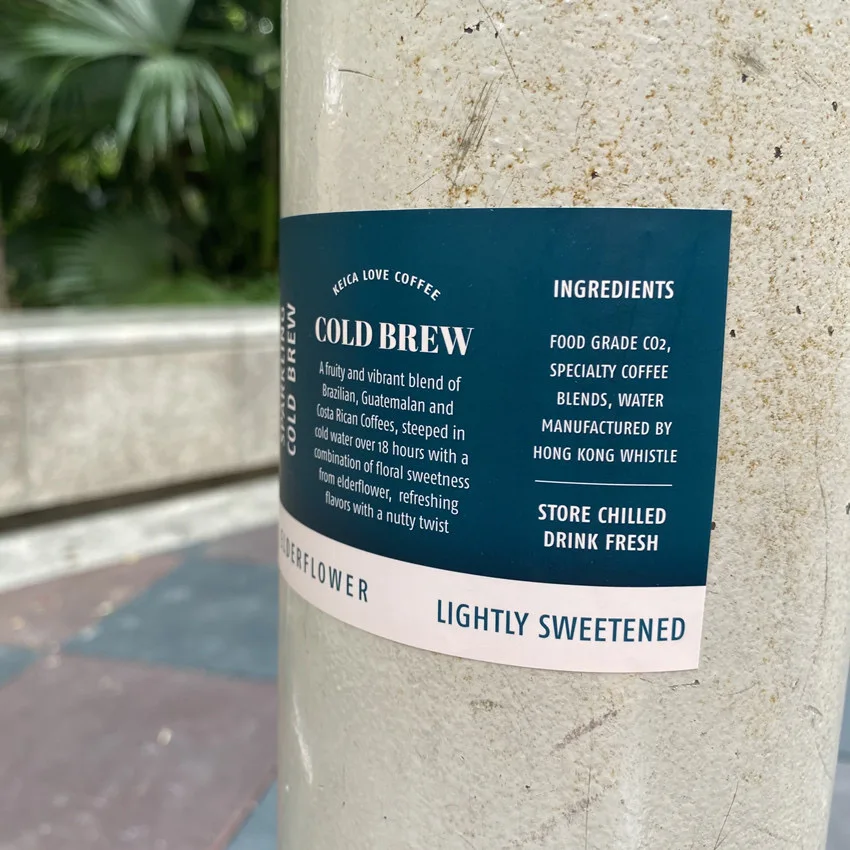 SPARKLING
COLD BREW
KEICA LOVE COFFEE
COLD BREW
A fruity and vibrant blend of
Brazilian, Guatemalan and
Costa Rican Coffees, steeped in
cold water over 18 hours with a
combination of floral sweetness
from elderflower, refreshing
flavors with a nutty twist
INGREDIENTS
FOOD GRADE CO2,
SPECIALTY COFFEE
BLENDS, WATER
MANUFACTURED BY
HONG KONG WHISTLE
STORE CHILLED
DRINK FRESH
ELDERFLOWER
LIGHTLY SWEETENED